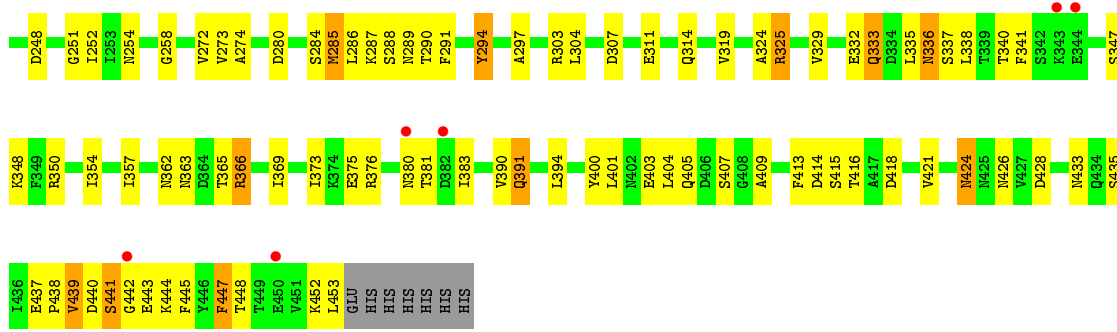 D248 G251 I252 I253 N254 G258 V272 V273 A274 D280 S284 M285 L286 K287 S288 N289 T290 F291 Y294 A297 R303 L304 D307 E311 Q314 V319 A324 R325 V329 E332 Q333 D334 L335 N336 S337 L338 T339 T340 F341 S342 K343 E344 S347
K348 F349 R350 I354 I357 N362 N363 D364 T365 R366 I369 I373 K374 E375 R376 N380 T381 D382 I383 V390 Q391 L394 Y400 L401 N402 E403 L404 Q405 D406 S407 G408 A409 F413 D414 S415 T416 A417 D418 V421 N424 N425 N426 V427 D428 N433 Q434 S435
I436 E437 P438 V439 D440 S441 G442 E443 K444 F445 Y446 F447 T448 T449 E450 V451 K452 L453 GLU HIS HIS HIS HIS HIS HIS